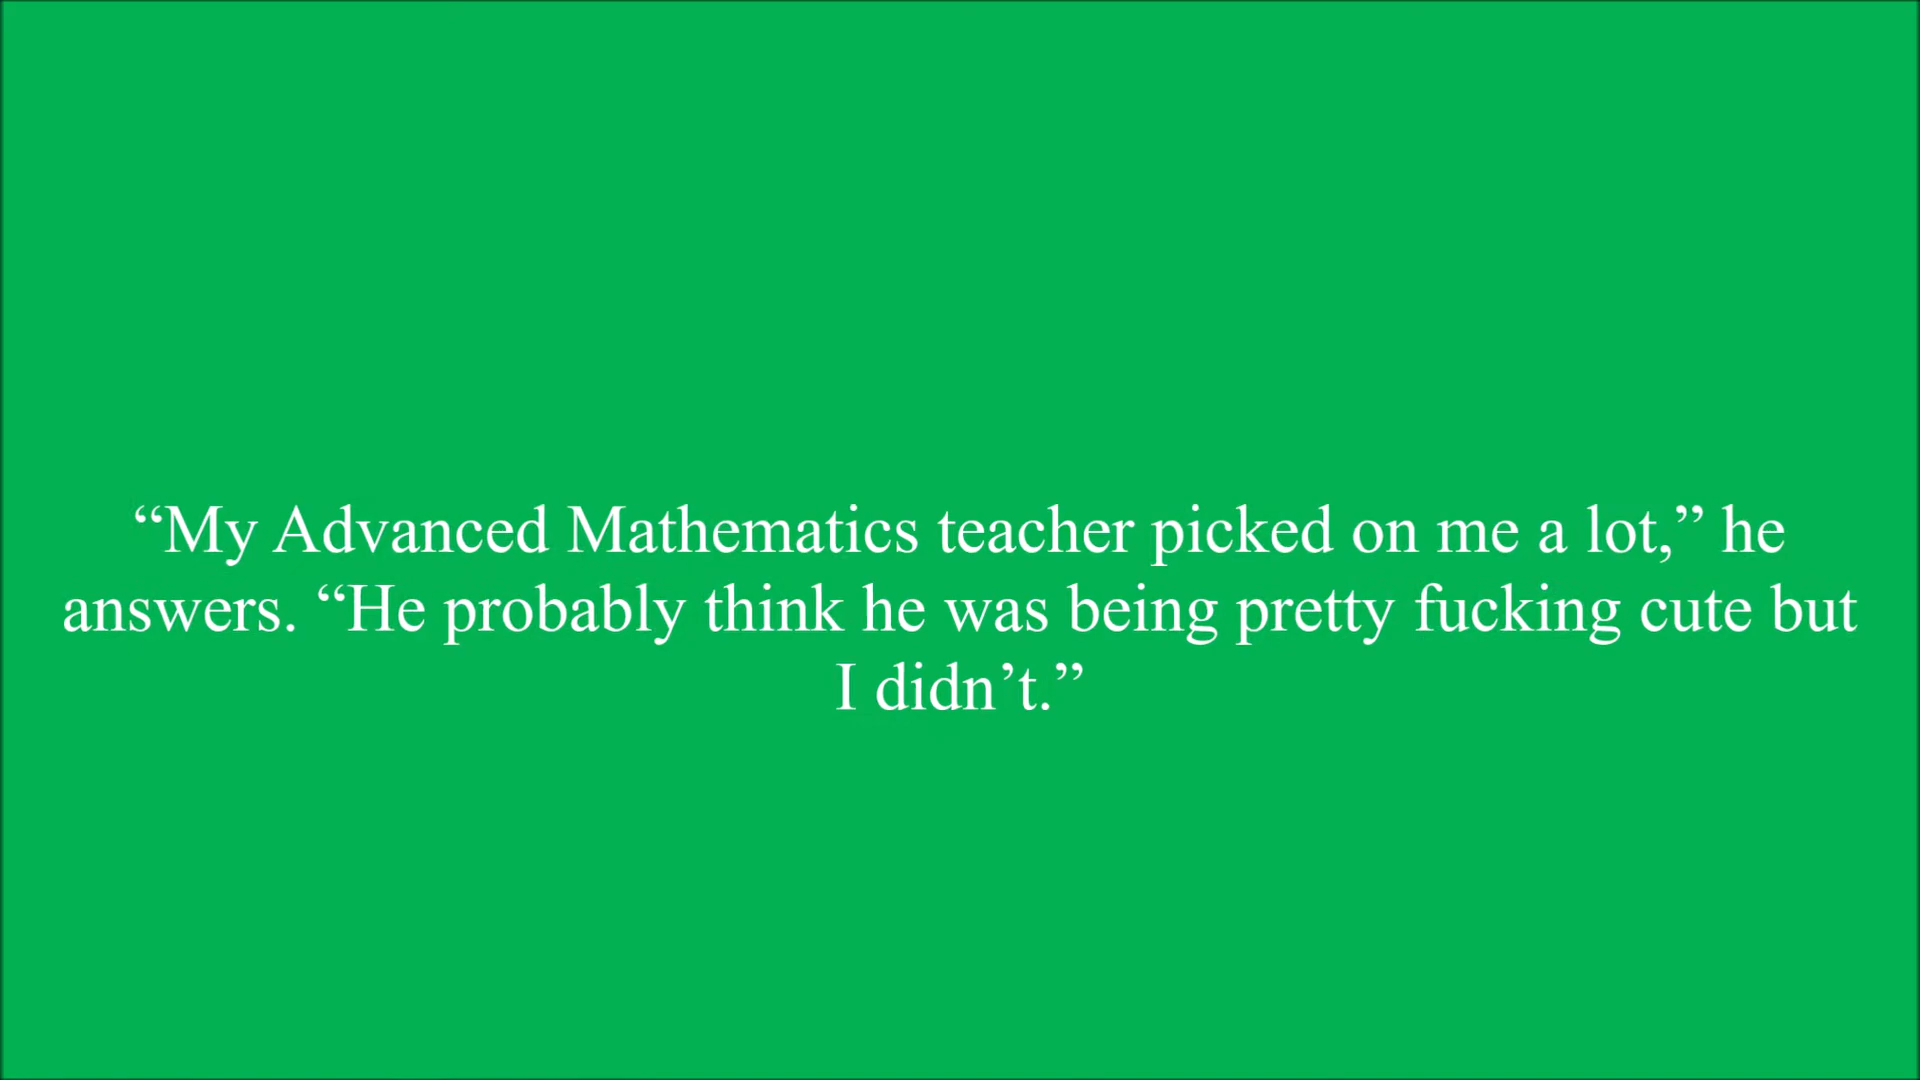 “My Advanced Mathematics teacher picked on me a lot,” he
answers. “He probably think he was being pretty fucking cute but
I didn’t.”